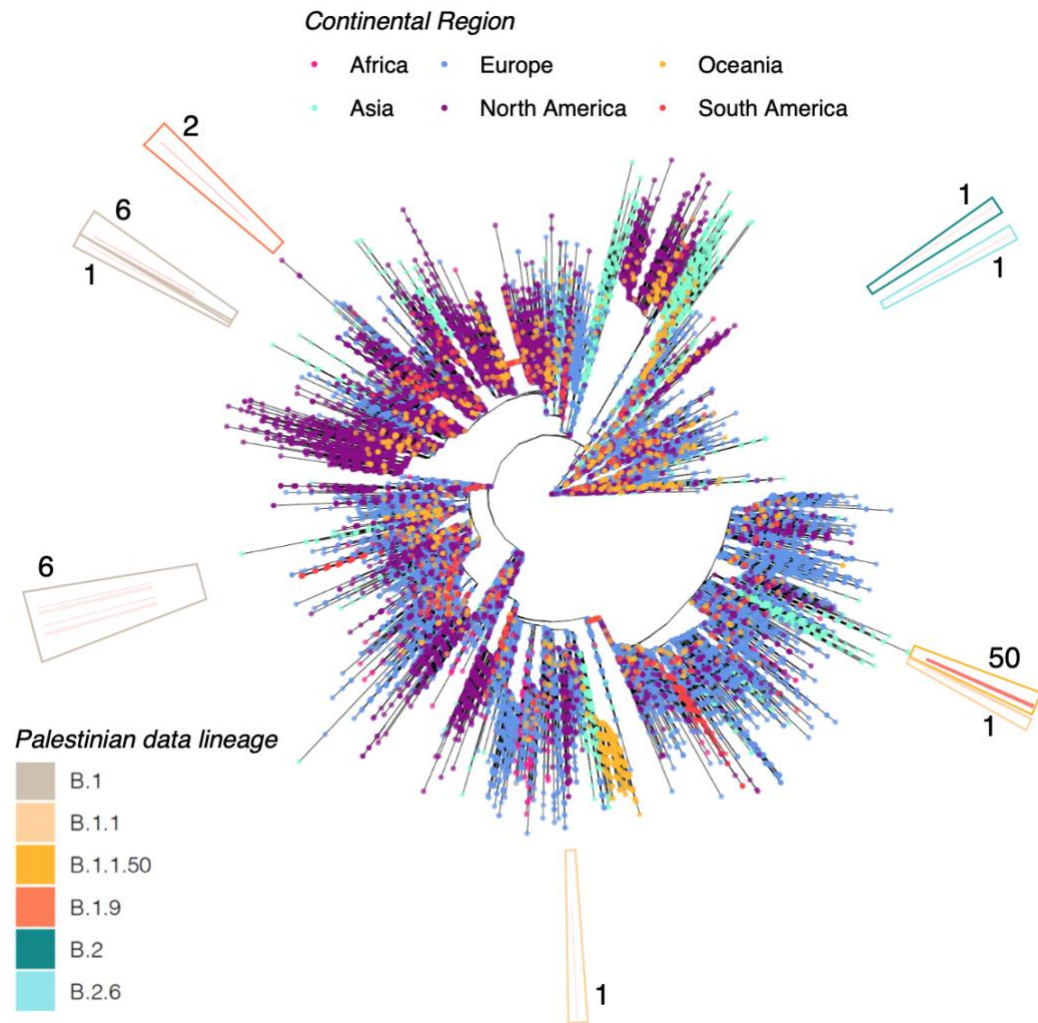 Continental Region
Africa Europe Oceania
Asia North America South America
2
6
1
1
1
6
50
1
Palestinian data lineage
B.1
B.1.1
B.1.1.50
B.1.9
B.2
B.2.6
1